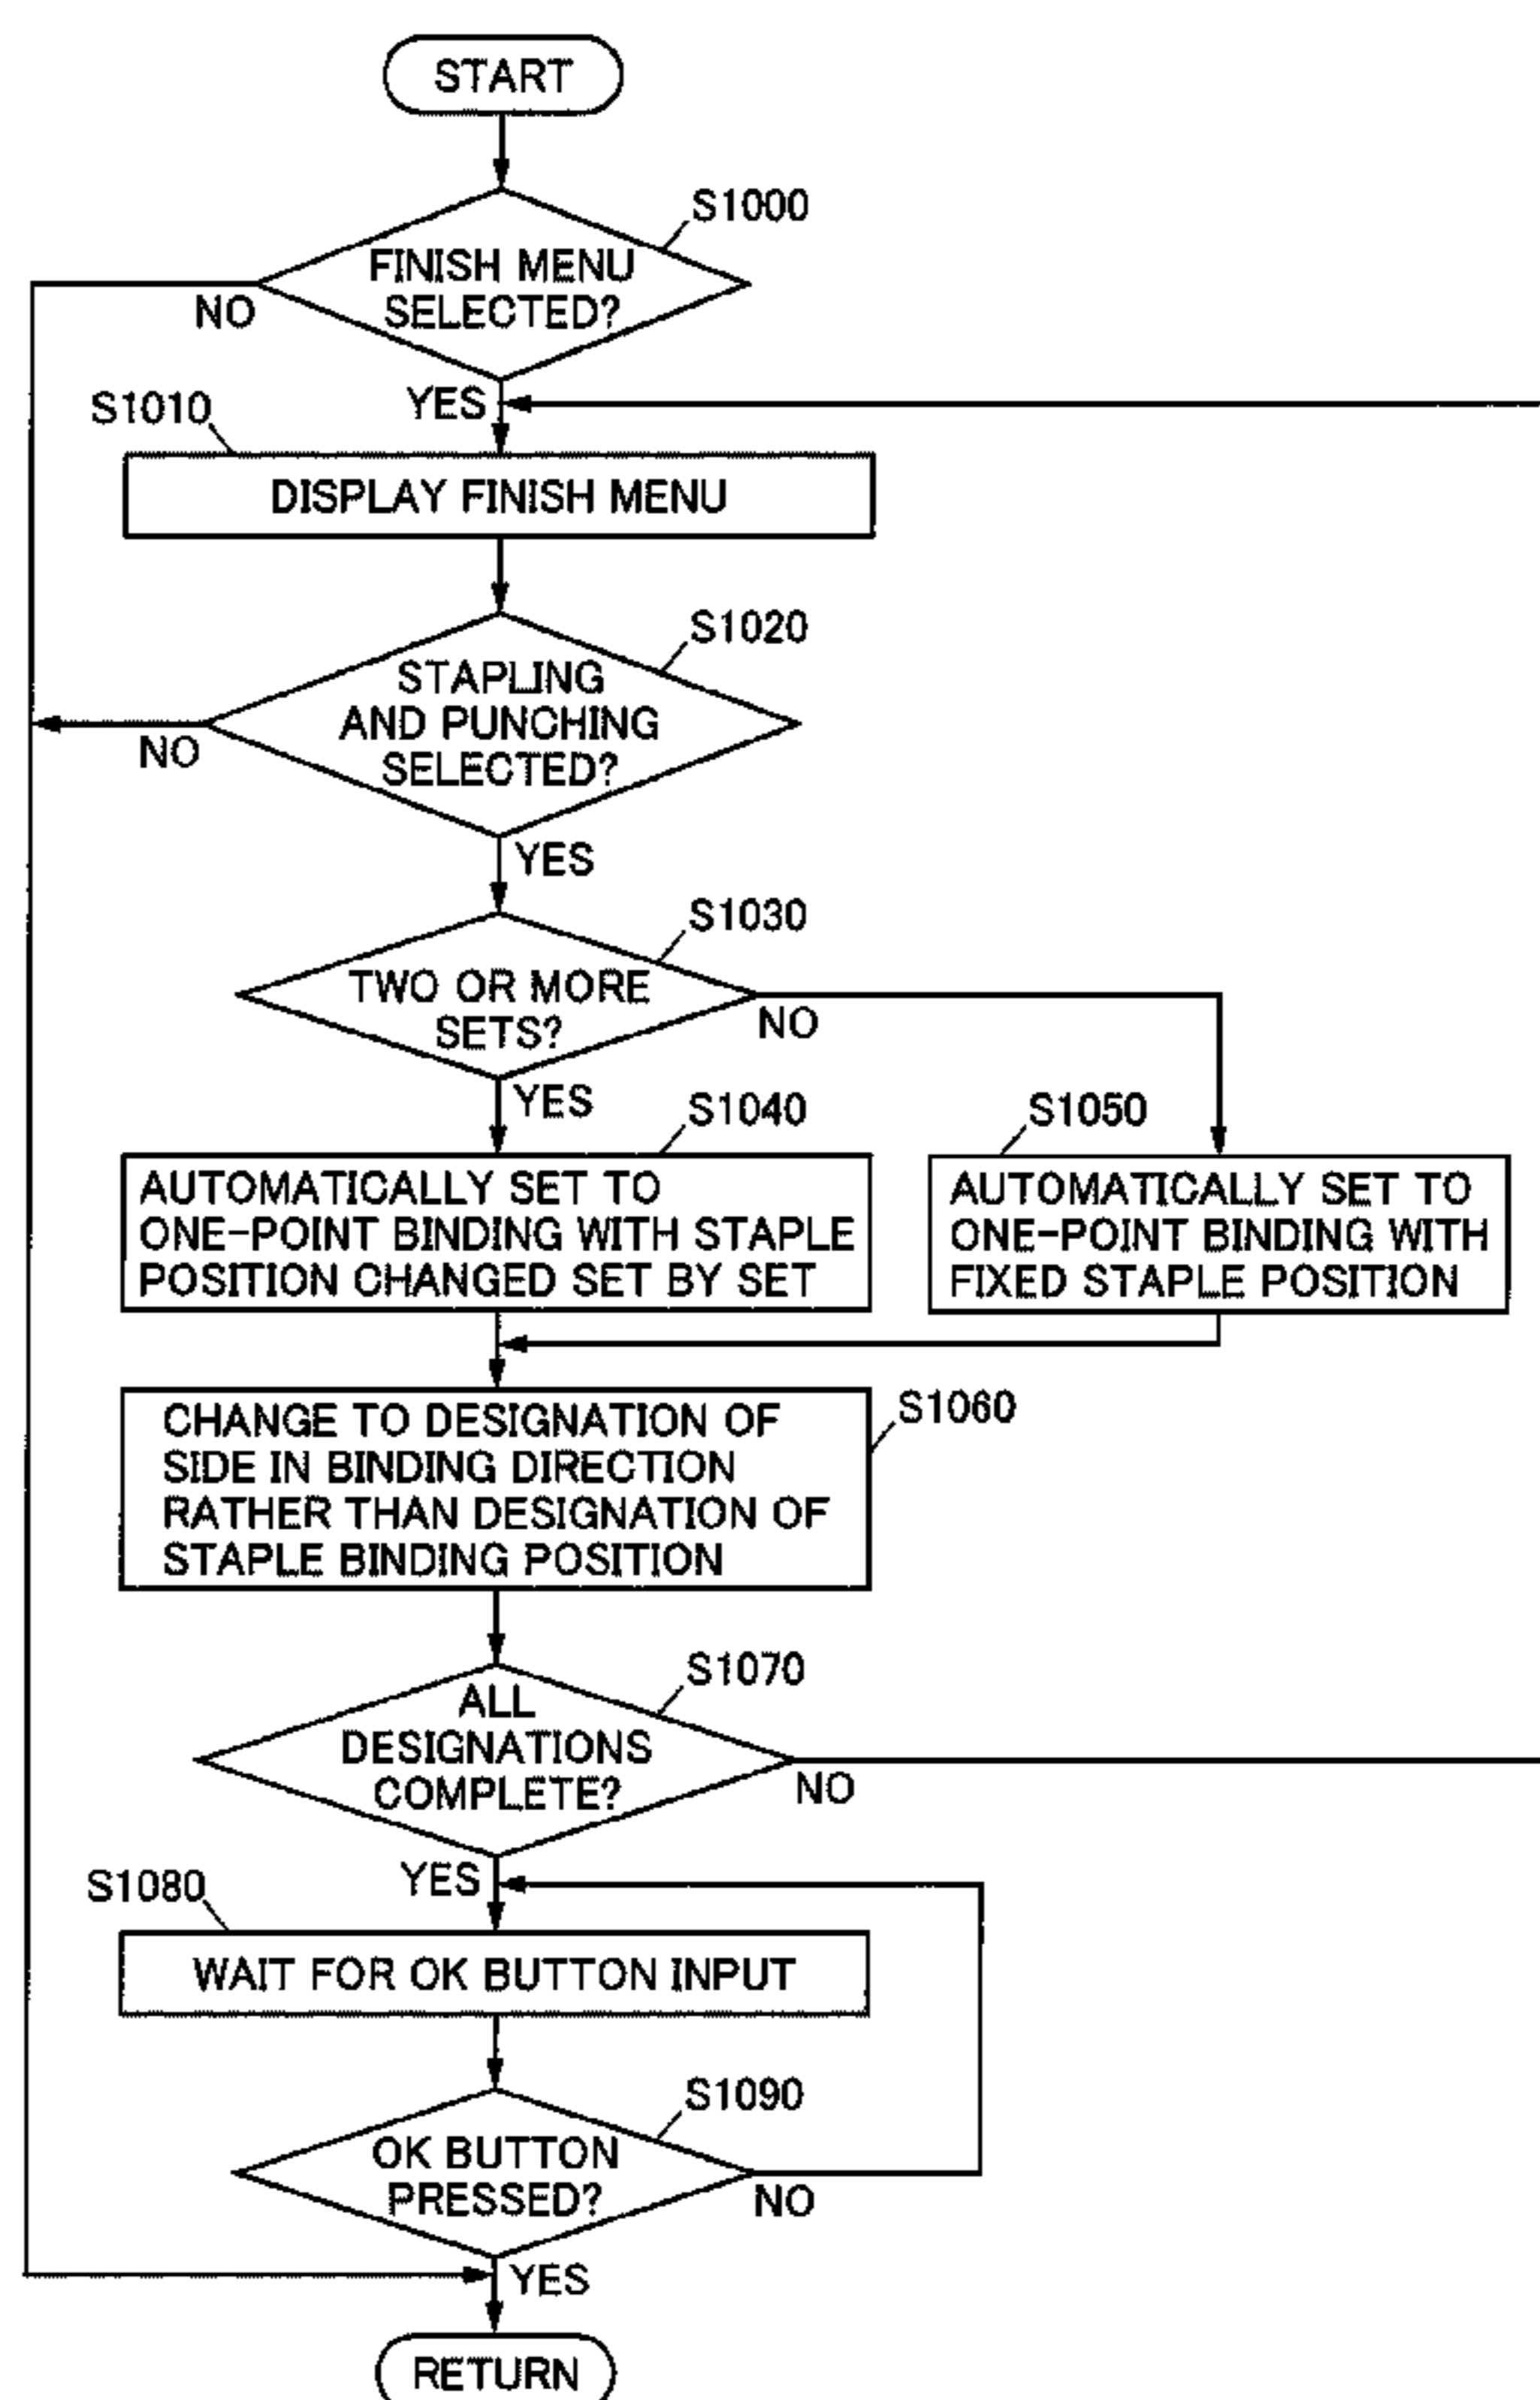 START
S1000
FINISH MENU
SELECTED?
NO
YES
S1010
DISPLAY FINISH MENU
S1020
STAPLING
AND PUNCHING
SELECTED?
NO
YES
S1030
TWO OR MORE
SETS?
NO
YES
S1040
S1050
AUTOMATICALLY SET TO
ONE-POINT BINDING WITH STAPLE
POSITION CHANGED SET BY SET
AUTOMATICALLY SET TO
ONE-POINT BINDING WITH
FIXED STAPLE POSITION
S1060
CHANGE TO DESIGNATION OF
SIDE IN BINDING DIRECTION
RATHER THAN DESIGNATION OF
STAPLE BINDING POSITION
S1070
ALL
DESIGNATIONS
COMPLETE?
NO
YES
S1080
WAIT FOR OK BUTTON INPUT
S1090
OK BUTTON
PRESSED?
NO
YES
RETURN